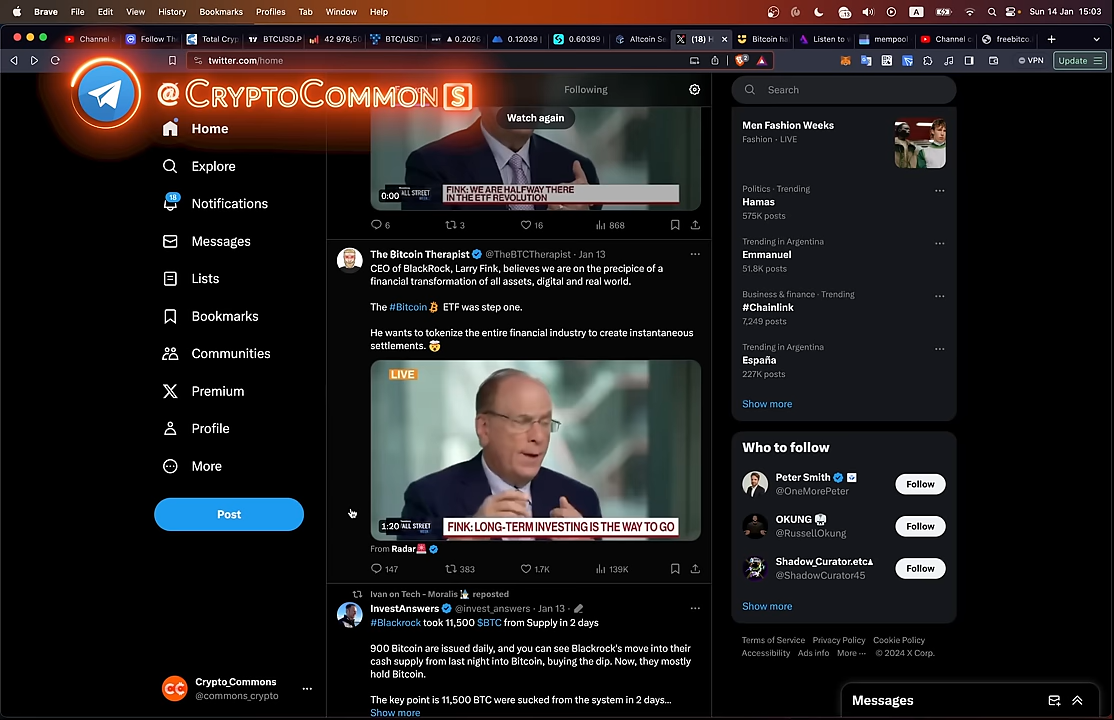 Brave File Edit View History Bookmarks Profiles Tab Window Help
A
Sun 14 Jan 15:03
Channel
Follow The
Total Cryp
BTCUSD.P
42 978,50
BTC/USDT
▲ 0.2026
0.12039
0.60399
Altcoin Se
(18) H
Bitcoin ha
Listen to
mempool
Channel c
freebitco.
twitter.com/home
VPN
Update
@CRYPTOCOMMONS
Following
Search
Home
Explore
18
Notifications
Messages
Lists
Bookmarks
Communities
Premium
Profile
More
Post
Crypto_Commons
@commons_crypto
Watch again
0:00
ALL STREET
WEEK
FINK: WE ARE HALFWAY THERE
IN THE ETF REVOLUTION
6 3 16 868
The Bitcoin Therapist @TheBTCTherapist · Jan 13
CEO of BlackRock, Larry Fink, believes we are on the precipice of a
financial transformation of all assets, digital and real world.
The #Bitcoin ETF was step one.
He wants to tokenize the entire financial industry to create instantaneous
settlements. 🤯
LIVE
1:20
ALL STREET
WEEK
FINK: LONG-TERM INVESTING IS THE WAY TO GO
From Radar🚨
147 383 1.7K 139K
Ivan on Tech – Moralis reposted
InvestAnswers @invest_answers · Jan 13
#Blackrock took 11,500 $BTC from Supply in 2 days
900 Bitcoin are issued daily, and you can see Blackrock's move into their
cash supply from last night into Bitcoin, buying the dip. Now, they mostly
hold Bitcoin.
The key point is 11,500 BTC were sucked from the system in 2 days...
Show more
Men Fashion Weeks
Fashion · LIVE
Politics · Trending
Hamas
575K posts
Trending in Argentina
Emmanuel
51.8K posts
Business & finance · Trending
#Chainlink
7,249 posts
Trending in Argentina
España
227K posts
Show more
Who to follow
Peter Smith
@OneMorePeter
Follow
OKUNG
@RussellOkung
Follow
Shadow_Curator.etc▲
@ShadowCurator45
Follow
Show more
Terms of Service Privacy Policy Cookie Policy
Accessibility Ads info More ··· © 2024 X Corp.
Messages